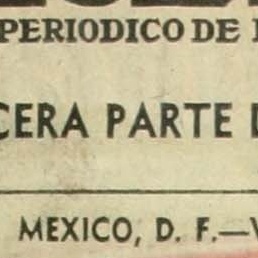 PERIODICO DE
CERA PARTE
MEXICO, D. F.—